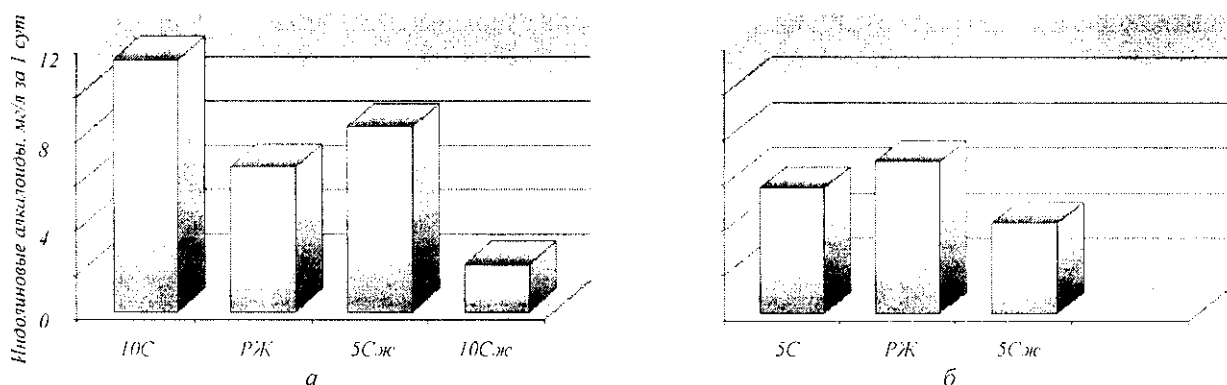 Индолиновые алкалоиды, мг/л за 1 сут
12
8
4
0
10С РЖ 5Сж 10Сж
а
5С РЖ 5Сж
б